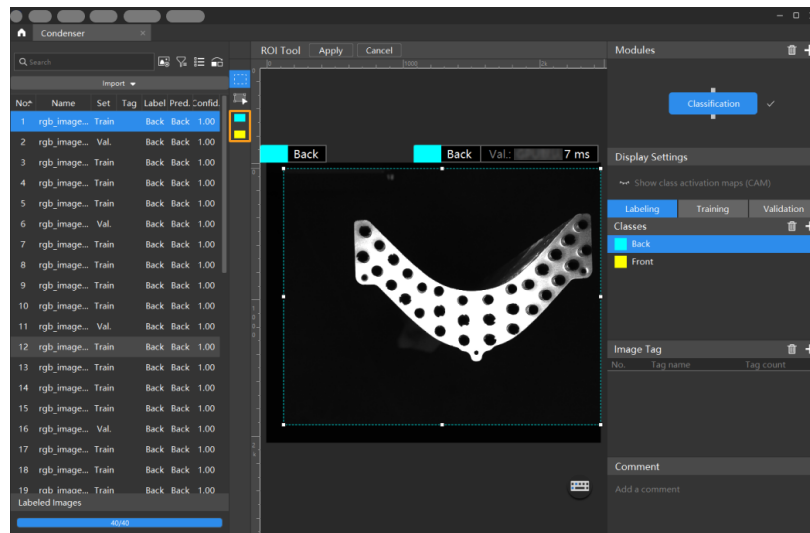 Condenser ×
ROI Tool Apply Cancel
Modules
Search
Import
No. Name Set Tag Label Pred. Confid.
1 rgb_image... Train Back Back 1.00
2 rgb_image... Val. Back Back 1.00
3 rgb_image... Train Back Back 1.00
4 rgb_image... Train Back Back 1.00
5 rgb_image... Train Back Back 1.00
6 rgb_image... Val. Back Back 1.00
7 rgb_image... Train Back Back 1.00
8 rgb_image... Train Back Back 1.00
9 rgb_image... Train Back Back 1.00
10 rgb_image... Train Back Back 1.00
11 rgb_image... Val. Back Back 1.00
12 rgb_image... Train Back Back 1.00
13 rgb_image... Train Back Back 1.00
14 rgb_image... Train Back Back 1.00
15 rgb_image... Train Back Back 1.00
16 rgb_image... Val. Back Back 1.00
17 rgb_image... Train Back Back 1.00
18 rgb_image... Train Back Back 1.00
19 rgb_image... Train Back Back 1.00
Labeled Images
40/40
Back
Back Val.: 7 ms
Classification
Display Settings
Show class activation maps (CAM)
Labeling Training Validation
Classes
Back
Front
Image Tag
No. Tag name Tag count
Comment
Add a comment